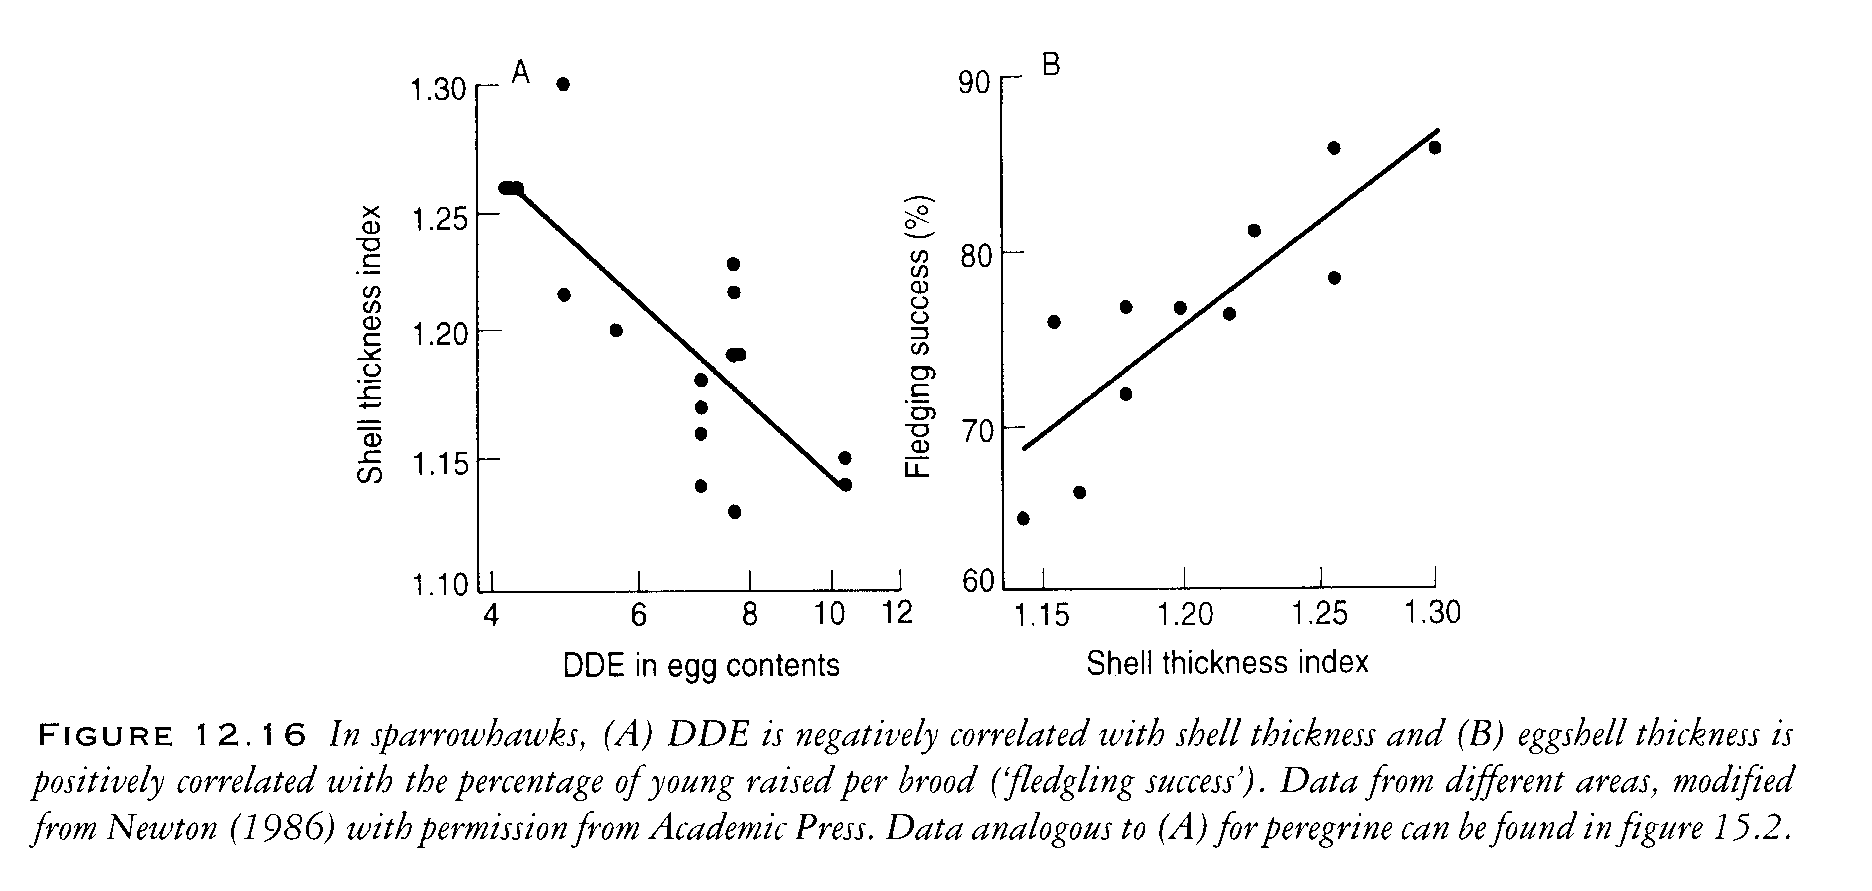 A
1.30
1.25
1.20
1.15
1.10
Shell thickness index
4 6 8 10 12
DDE in egg contents
B
90
80
70
60
Fledging success (%)
1.15 1.20 1.25 1.30
Shell thickness index
FIGURE 12.16 In sparrowhawks, (A) DDE is negatively correlated with shell thickness and (B) eggshell thickness is
positively correlated with the percentage of young raised per brood (‘fledgling success’). Data from different areas, modified
from Newton (1986) with permission from Academic Press. Data analogous to (A) for peregrine can be found in figure 15.2.